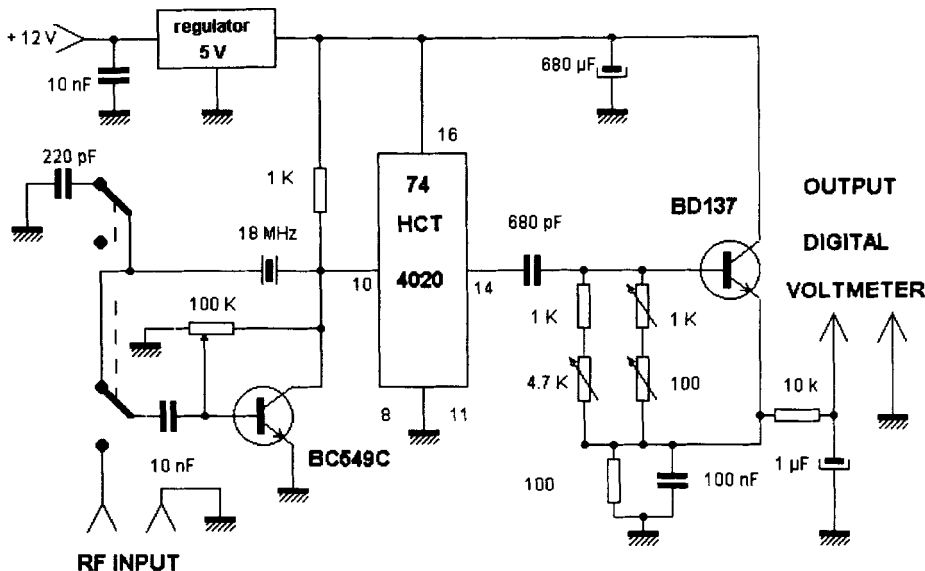 regulator
5 V
+ 12 V
10 nF
680 µF
16
220 pF
1 K
74
HCT
4020
BD137
OUTPUT
DIGITAL
VOLTMETER
680 pF
18 MHz
10
14
100 K
1 K
1 K
4.7 K
100
10 k
8
11
BC549C
10 nF
100
100 nF
1 µF
RF INPUT